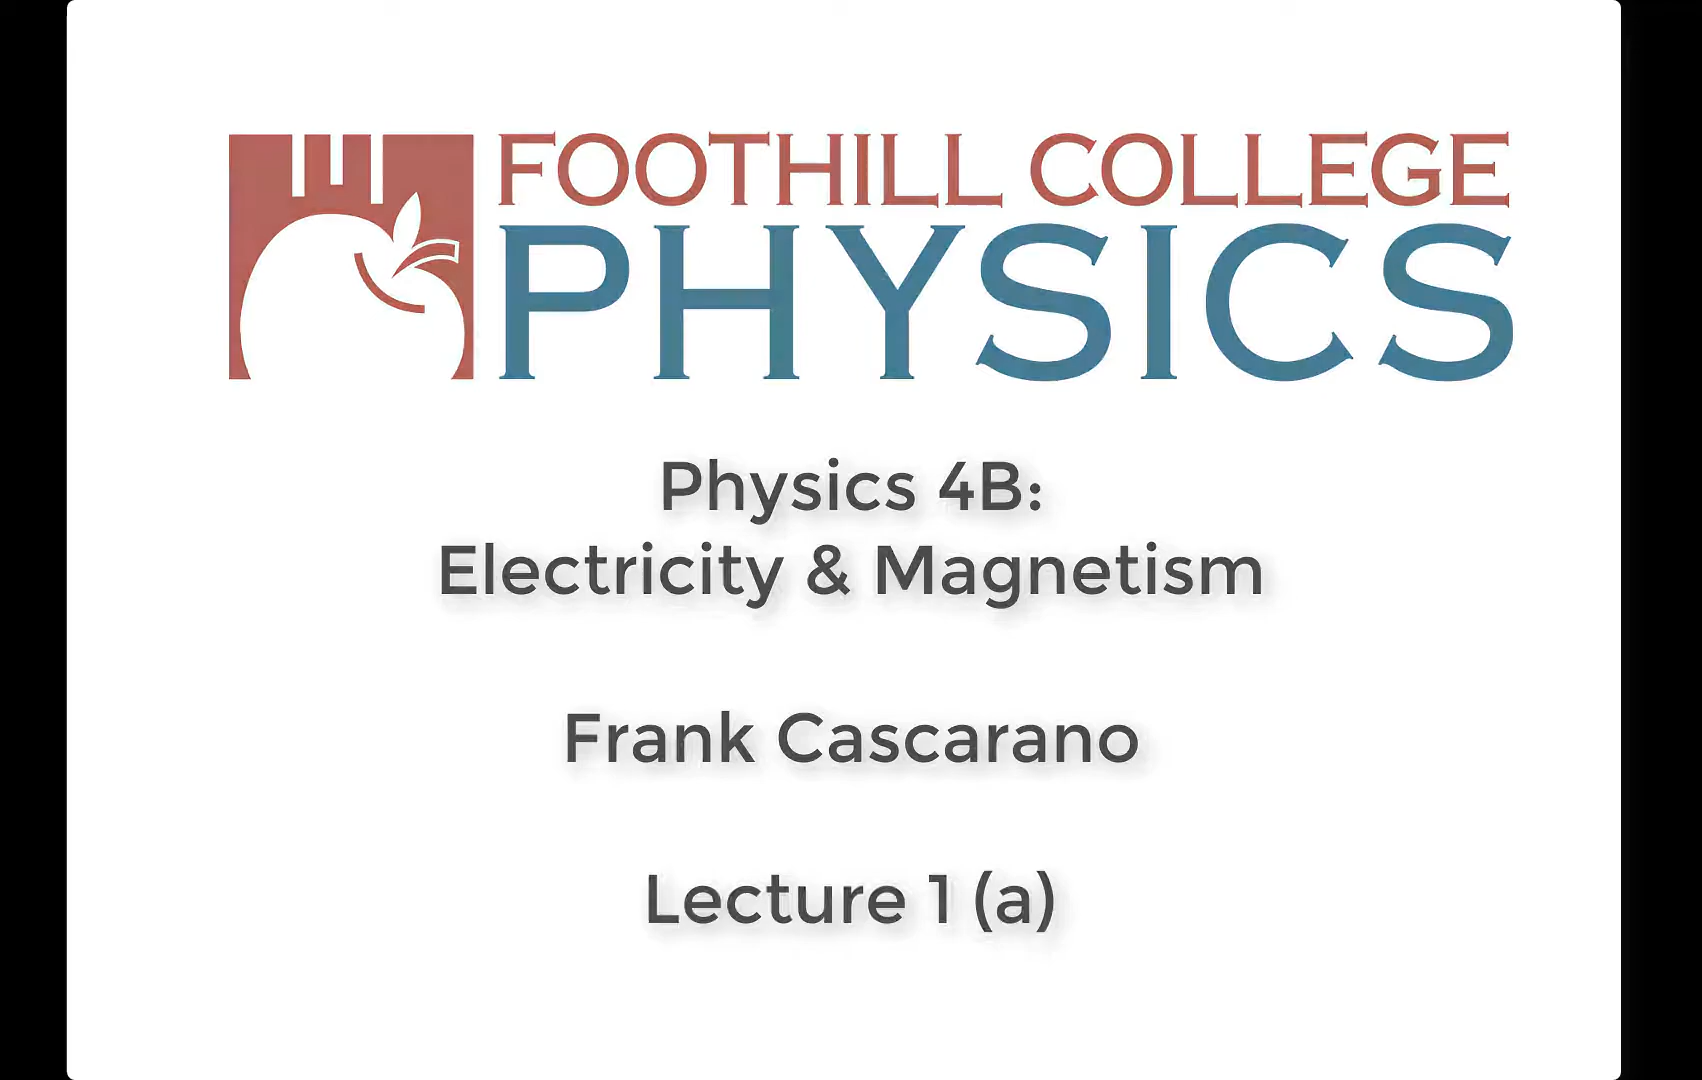 FOOTHILL COLLEGE
PHYSICS
Physics 4B:
Electricity & Magnetism
Frank Cascarano
Lecture 1 (a)